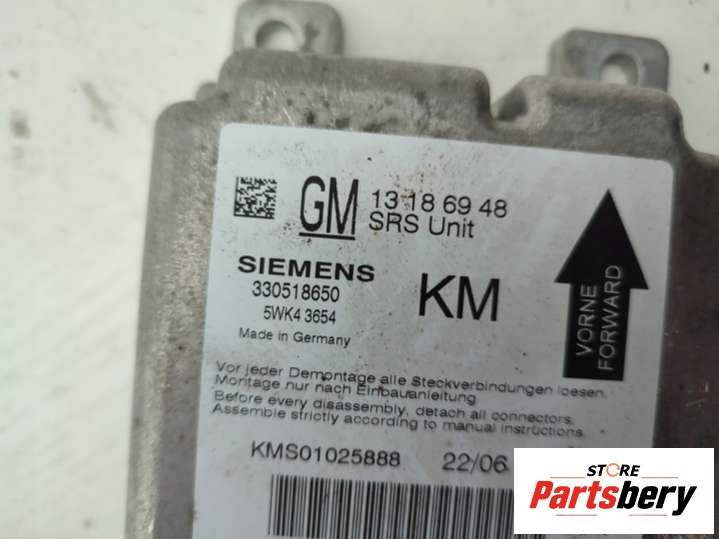 GM 13 18 69 48
SRS Unit
SIEMENS
330518650
5WK4 3654
Made in Germany
KM
VORNE
FORWARD
Vor jeder Demontage alle Steckverbindungen loesen.
Montage nur nach Einbauanleitung
Before every disassembly, detach all connectors.
Assemble strictly according to manual instructions.
KMS01025888 22/06
STORE
Partsbery